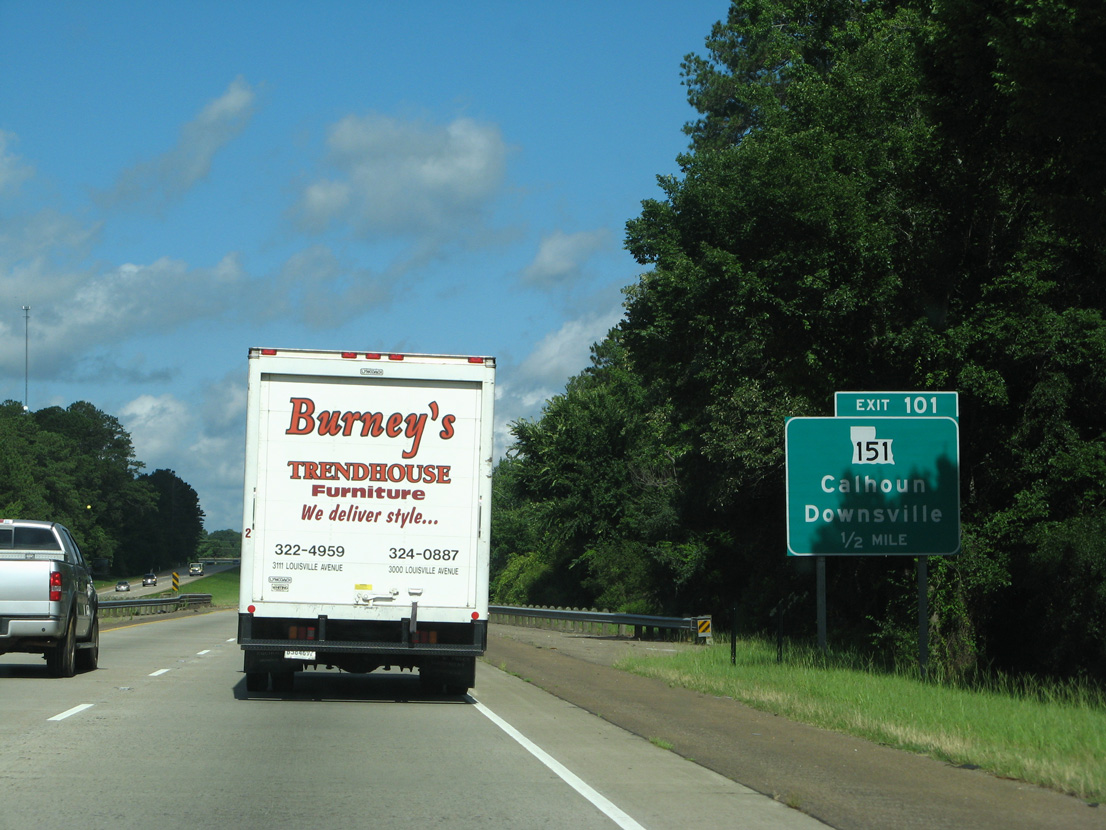 Burney's
TRENDHOUSE
Furniture
We deliver style...
2
322-4959
324-0887
3111 LOUISVILLE AVENUE
3000 LOUISVILLE AVENUE
EXIT 101
151
Calhoun
Downsville
1/2 MILE